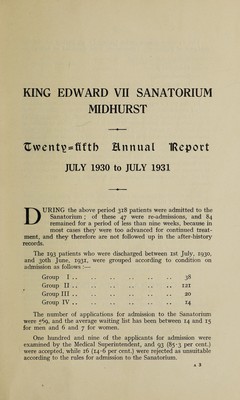 KING EDWARD VII SANATORIUM
MIDHURST
Twenty-fifth Annual Report
JULY 1930 to JULY 1931
DURING the above period 318 patients were admitted to the
Sanatorium; of these 47 were re-admissions, and 84
remained for a period of less than nine weeks, because in
most cases they were too advanced for continued treat-
ment, and they therefore are not followed up in the after-history
records.
The 193 patients who were discharged between 1st July, 1930,
and 30th June, 1931, were grouped according to condition on
admission as follows :—
Group I .. .. .. .. .. .. 38
Group II .. .. .. .. .. .. 121
Group III .. .. .. .. .. .. 20
Group IV .. .. .. .. .. .. 14
The number of applications for admission to the Sanatorium
were 569, and the average waiting list has been between 14 and 15
for men and 6 and 7 for women.
One hundred and nine of the applicants for admission were
examined by the Medical Superintendent, and 93 (85·3 per cent.)
were accepted, while 16 (14·6 per cent.) were rejected as unsuitable
according to the rules for admission to the Sanatorium.
A 2